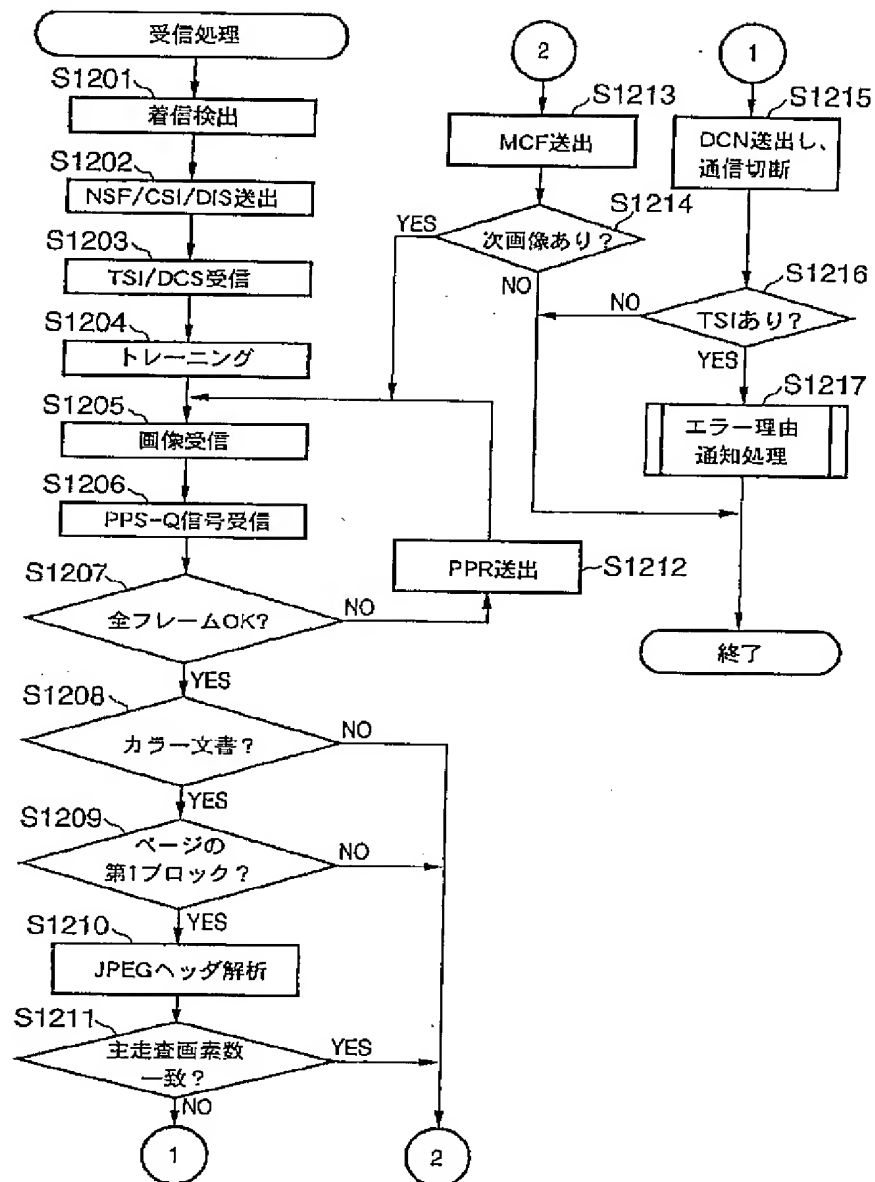 受信処理
S1201
着信検出
S1202
NSF/CSI/DIS送出
S1203
TSI/DCS受信
S1204
トレーニング
S1205
画像受信
S1206
PPS-Q信号受信
S1207
全フレームOK?
NO
YES
S1208
カラー文書?
NO
YES
S1209
ページの
第1ブロック?
NO
YES
S1210
JPEGヘッダ解析
S1211
主走査画素数
一致?
YES
NO
1
2
2
S1213
MCF送出
S1214
次画像あり?
YES
NO
PPR送出
S1212
1
S1215
DCN送出し、
通信切断
S1216
TSIあり?
NO
YES
S1217
エラー理由
通知処理
終了